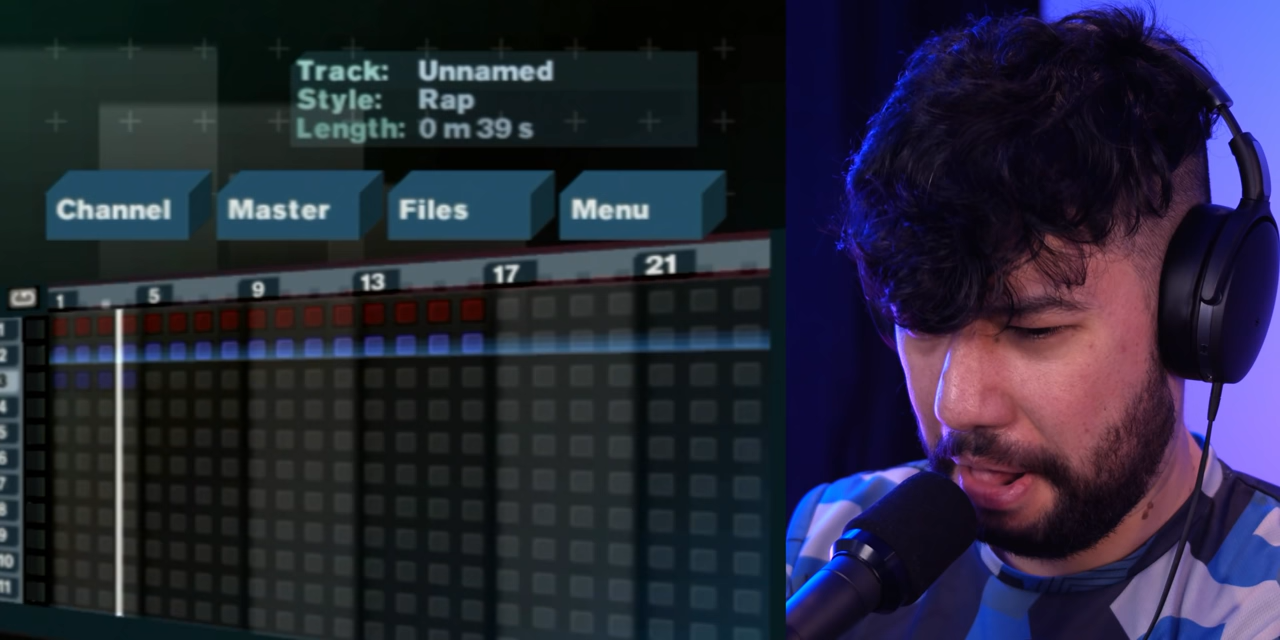 Track: Unnamed
Style: Rap
Length: 0 m 39 s
Channel Master Files Menu
1 5 9 13 17 21
1
2
3
4
5
6
7
8
9
10
11